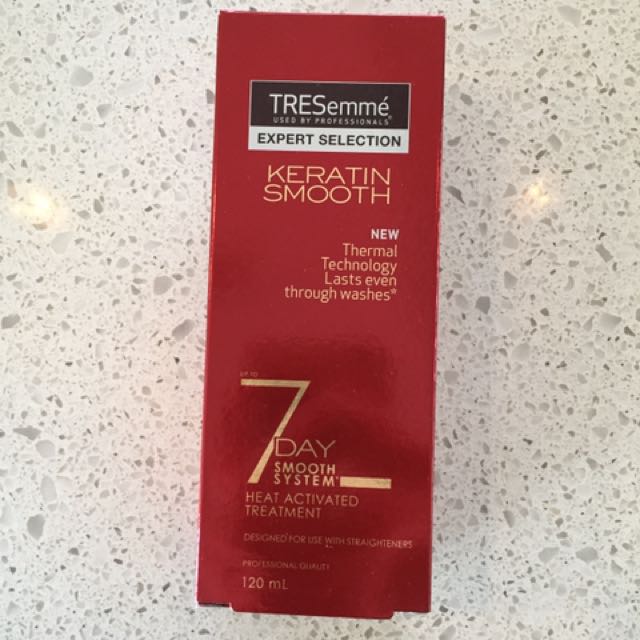 TRESemmé
USED BY PROFESSIONALS®
EXPERT SELECTION
KERATIN
SMOOTH
NEW
Thermal
Technology
Lasts even
through washes*
UP TO
7
DAY
SMOOTH
SYSTEM*
HEAT ACTIVATED
TREATMENT
DESIGNED FOR USE WITH STRAIGHTENERS
PROFESSIONAL QUALITY
120 mL